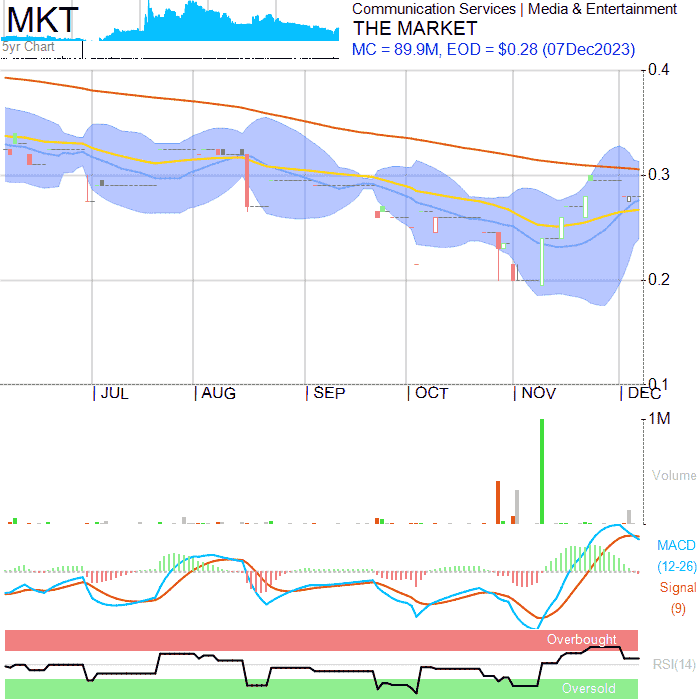 MKT
5yr Chart
Communication Services | Media & Entertainment
THE MARKET
MC = 89.9M, EOD = $0.28 (07Dec2023)
0.4
0.3
0.2
0.1
JUL
AUG
SEP
OCT
NOV
DEC
1M
Volume
MACD
(12-26)
Signal
(9)
Overbought
RSI(14)
Oversold